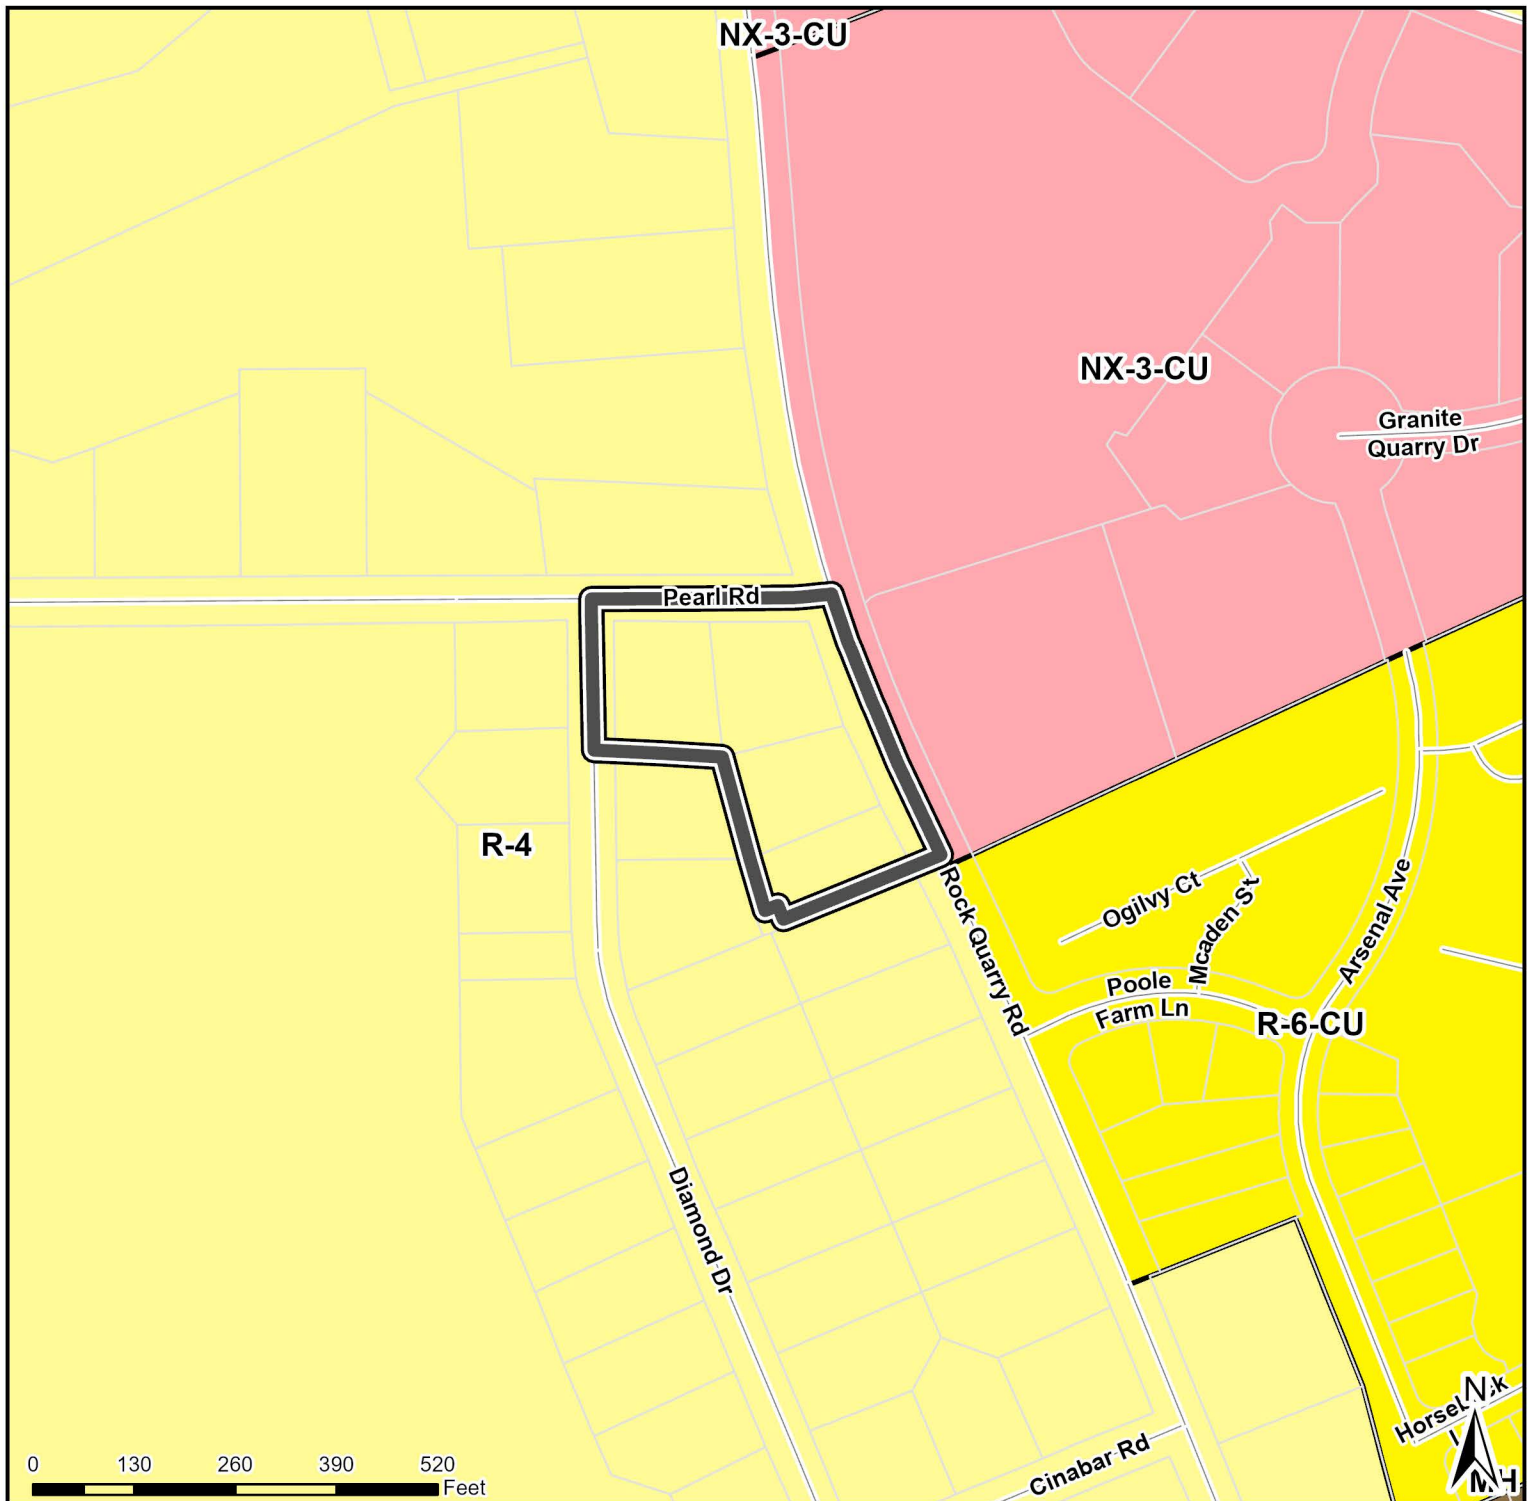 NX-3-CU
NX-3-CU
Granite
Quarry Dr
Pearl Rd
R-4
Rock Quarry Rd
Ogilvy Ct
Mcaden St
Arsenal Ave
Poole
Farm Ln
R-6-CU
Diamond Dr
Cinabar Rd
N
MH
0 130 260 390 520
Feet